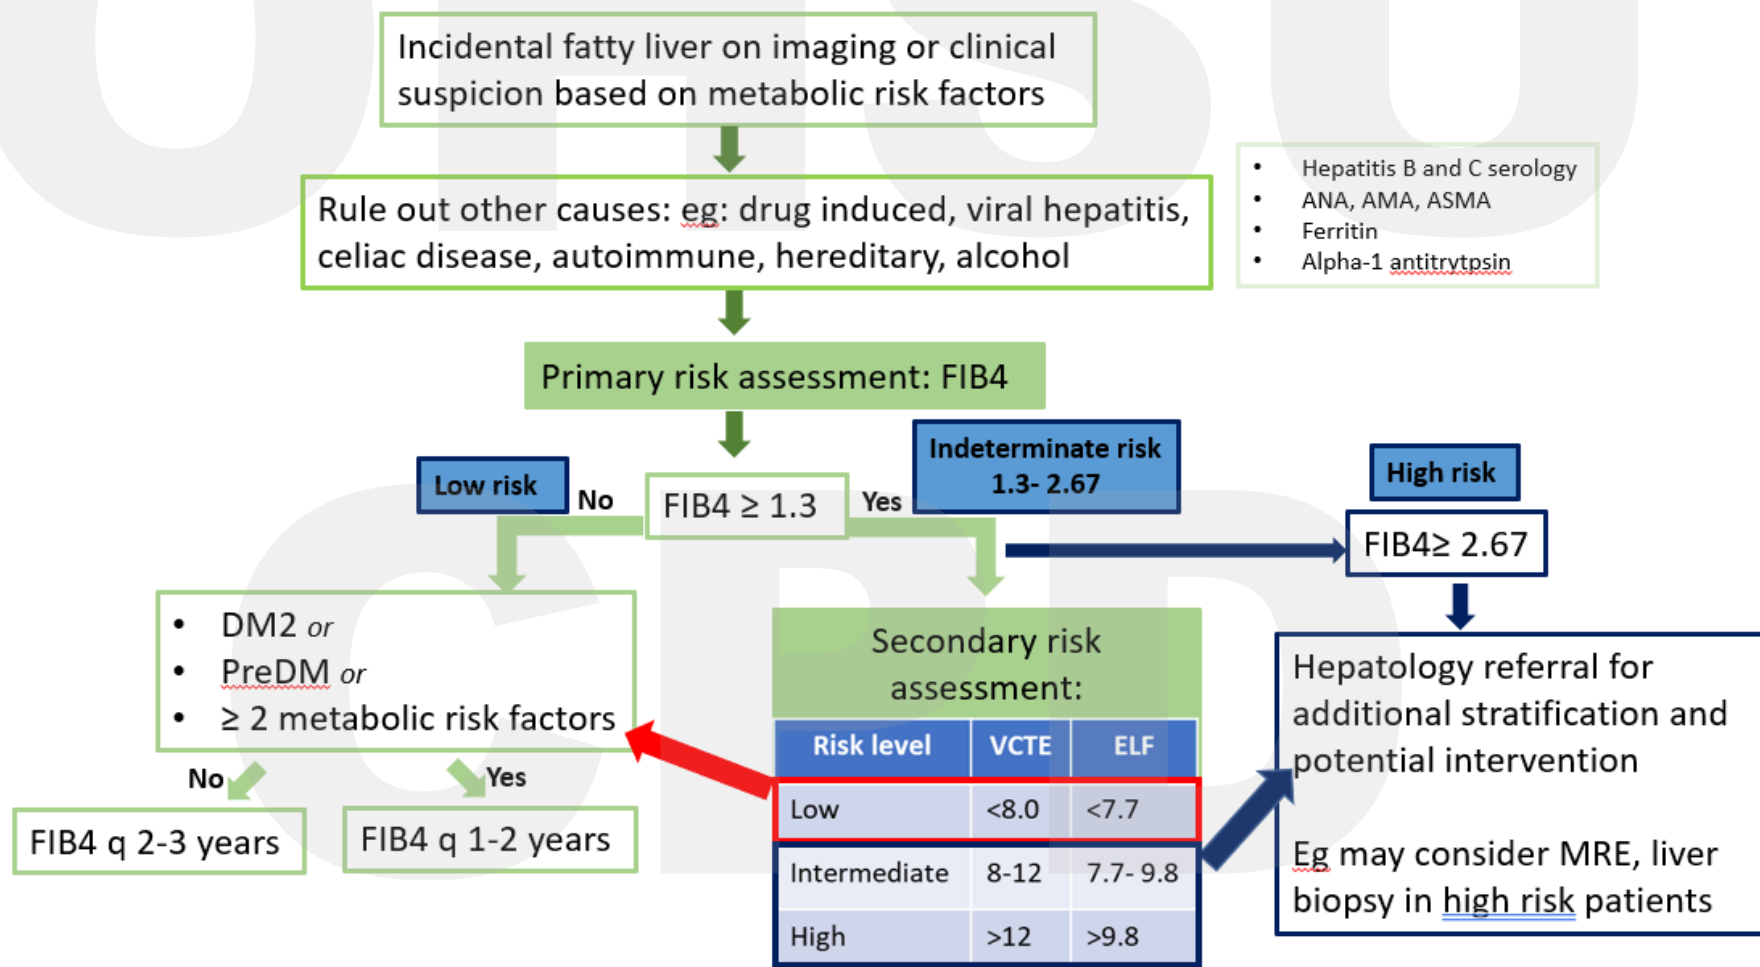 OHSU
CPD
Incidental fatty liver on imaging or clinical
suspicion based on metabolic risk factors
Rule out other causes: eg: drug induced, viral hepatitis,
celiac disease, autoimmune, hereditary, alcohol
• Hepatitis B and C serology
• ANA, AMA, ASMA
• Ferritin
• Alpha-1 antitrytpsin
Primary risk assessment: FIB4
Low risk
No
FIB4 ≥ 1.3
Yes
Indeterminate risk
1.3- 2.67
High risk
FIB4≥ 2.67
• DM2 or
• PreDM or
• ≥ 2 metabolic risk factors
No
Yes
FIB4 q 2-3 years
FIB4 q 1-2 years
Secondary risk
assessment:
Risk level VCTE ELF
Low <8.0 <7.7
Intermediate 8-12 7.7- 9.8
High >12 >9.8
Hepatology referral for
additional stratification and
potential intervention
Eg may consider MRE, liver
biopsy in high risk patients